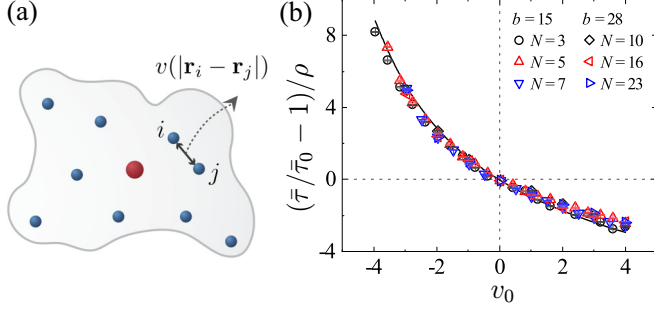 (a)
v(|𝐫ᵢ − 𝐫ⱼ|)
i
j
(b)
(τ̄/τ̄₀ − 1)/ρ
8
4
0
-4
-4
-2
0
2
4
v₀
b = 15
b = 28
N = 3
N = 10
N = 5
N = 16
N = 7
N = 23